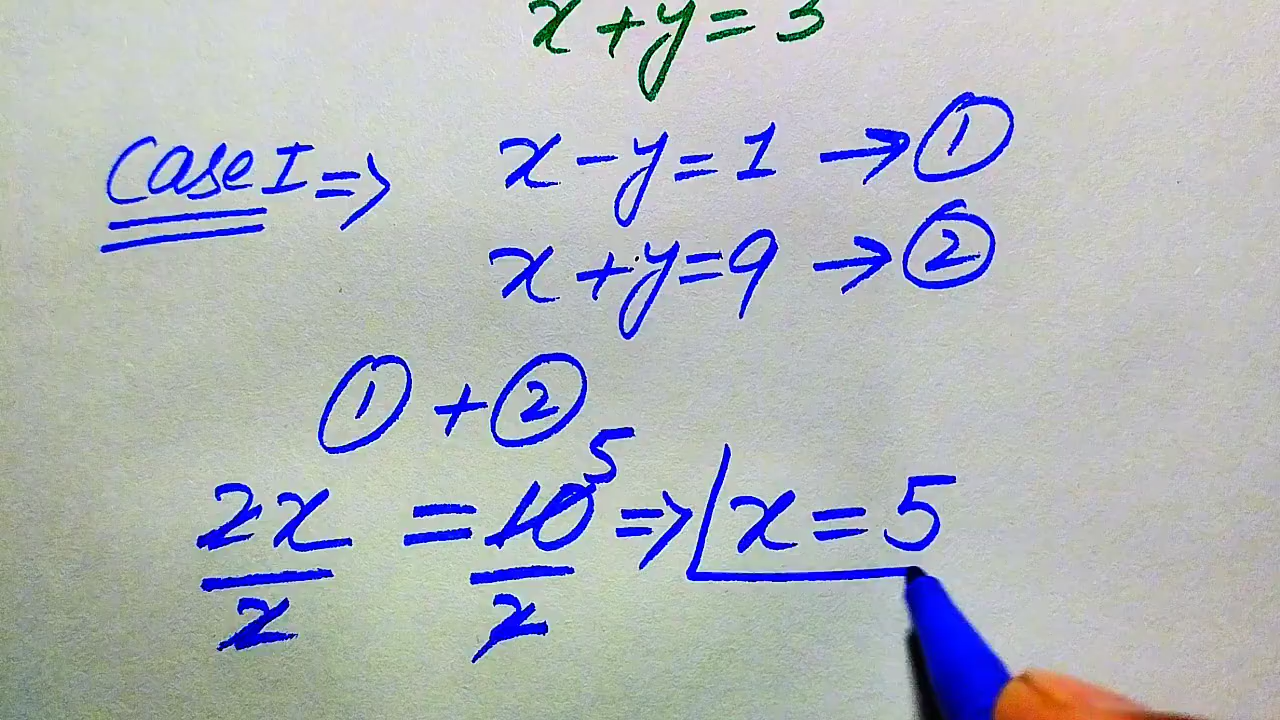 x+y=3
Case I => x-y=1 → ①
x+y=9 → ②
① + ②
2x/2 = 10/2 5 => x=5